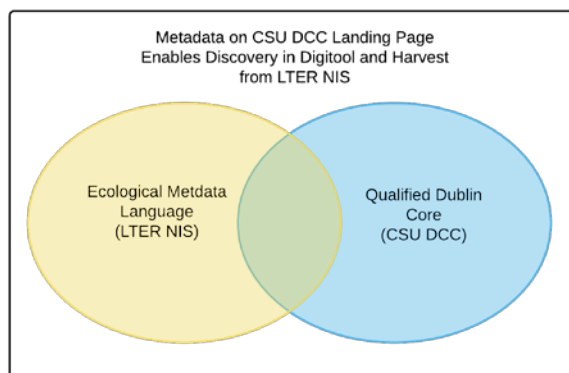 Metadata on CSU DCC Landing Page
Enables Discovery in Digitool and Harvest
from LTER NIS
Ecological Metdata
Language
(LTER NIS)
Qualified Dublin
Core
(CSU DCC)